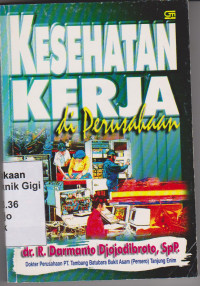 KESEHATAN
KERJA
di Perusahaan
kaan
nik Gigi
.36
o
k
dr. R. Darmanto Djojodibroto, SpP.
Dokter Perusahaan PT. Tambang Batubara Bukit Asam (Persero) Tanjung Enim